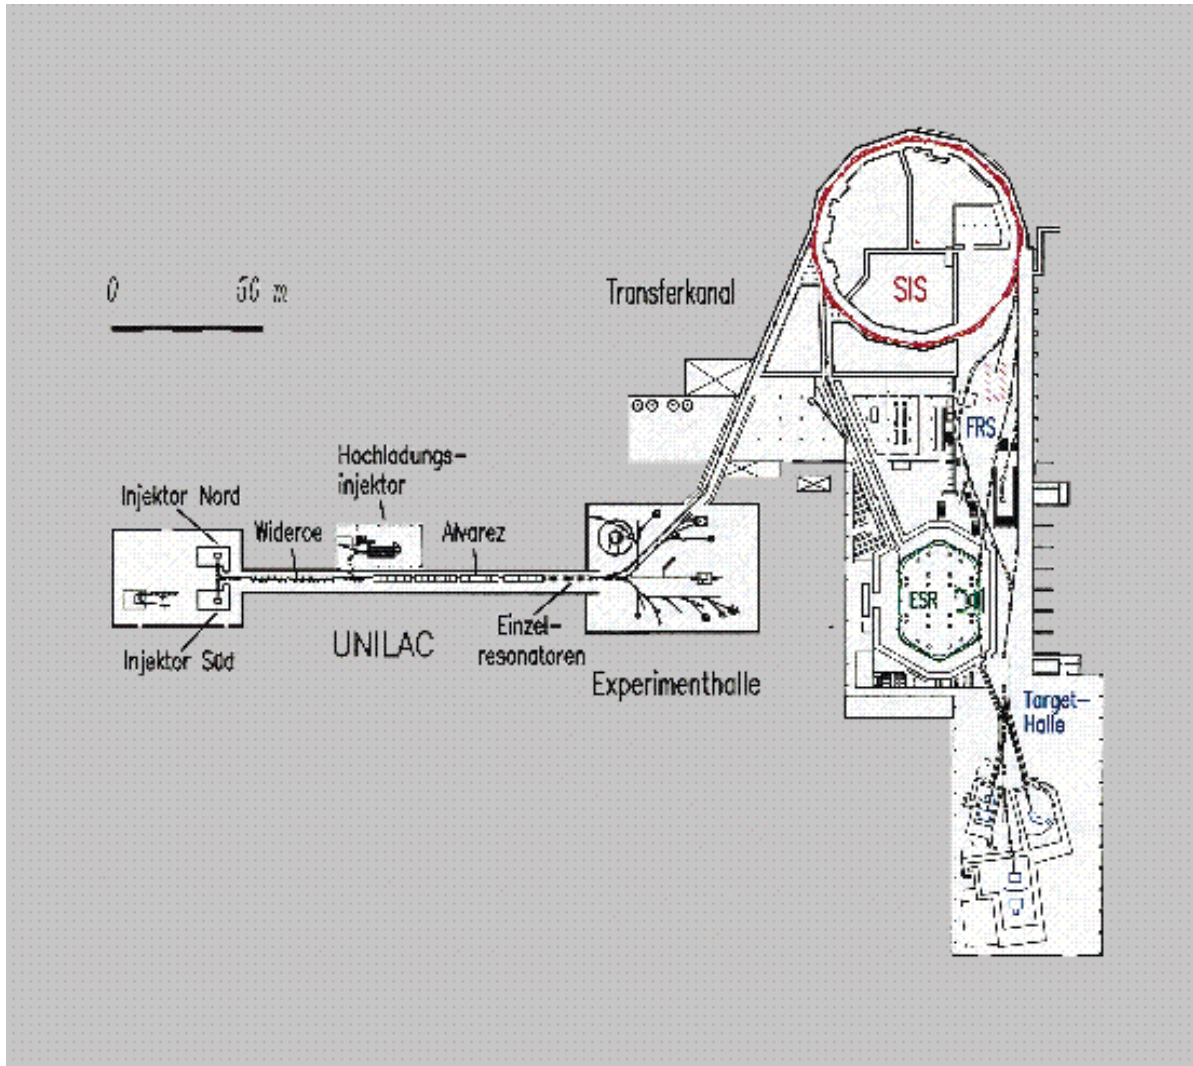 0 50 m
Transferkanal
SIS
FRS
Hochladungs-
injektor
Injektor Nord
Wideroe
Alvarez
ESR
UNILAC
Einzel-
resonatoren
Injektor Süd
Experimenthalle
Target-
Halle